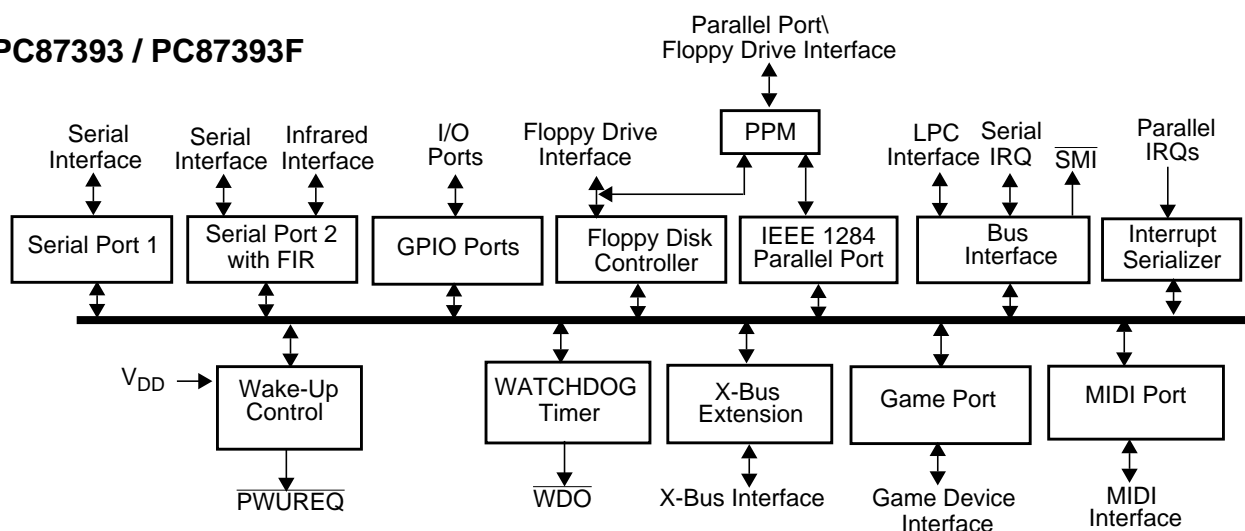 PC87393 / PC87393F
Parallel Port\
Floppy Drive Interface
PPM
Serial
Interface
Serial
Interface
Infrared
Interface
I/O
Ports
Floppy Drive
Interface
LPC
Interface
Serial
IRQ
SMI
Parallel
IRQs
Serial Port 1
Serial Port 2
with FIR
GPIO Ports
Floppy Disk
Controller
IEEE 1284
Parallel Port
Bus
Interface
Interrupt
Serializer
VDD
Wake-Up
Control
WATCHDOG
Timer
X-Bus
Extension
Game Port
MIDI Port
PWUREQ
WDO
X-Bus Interface
Game Device
Interface
MIDI
Interface